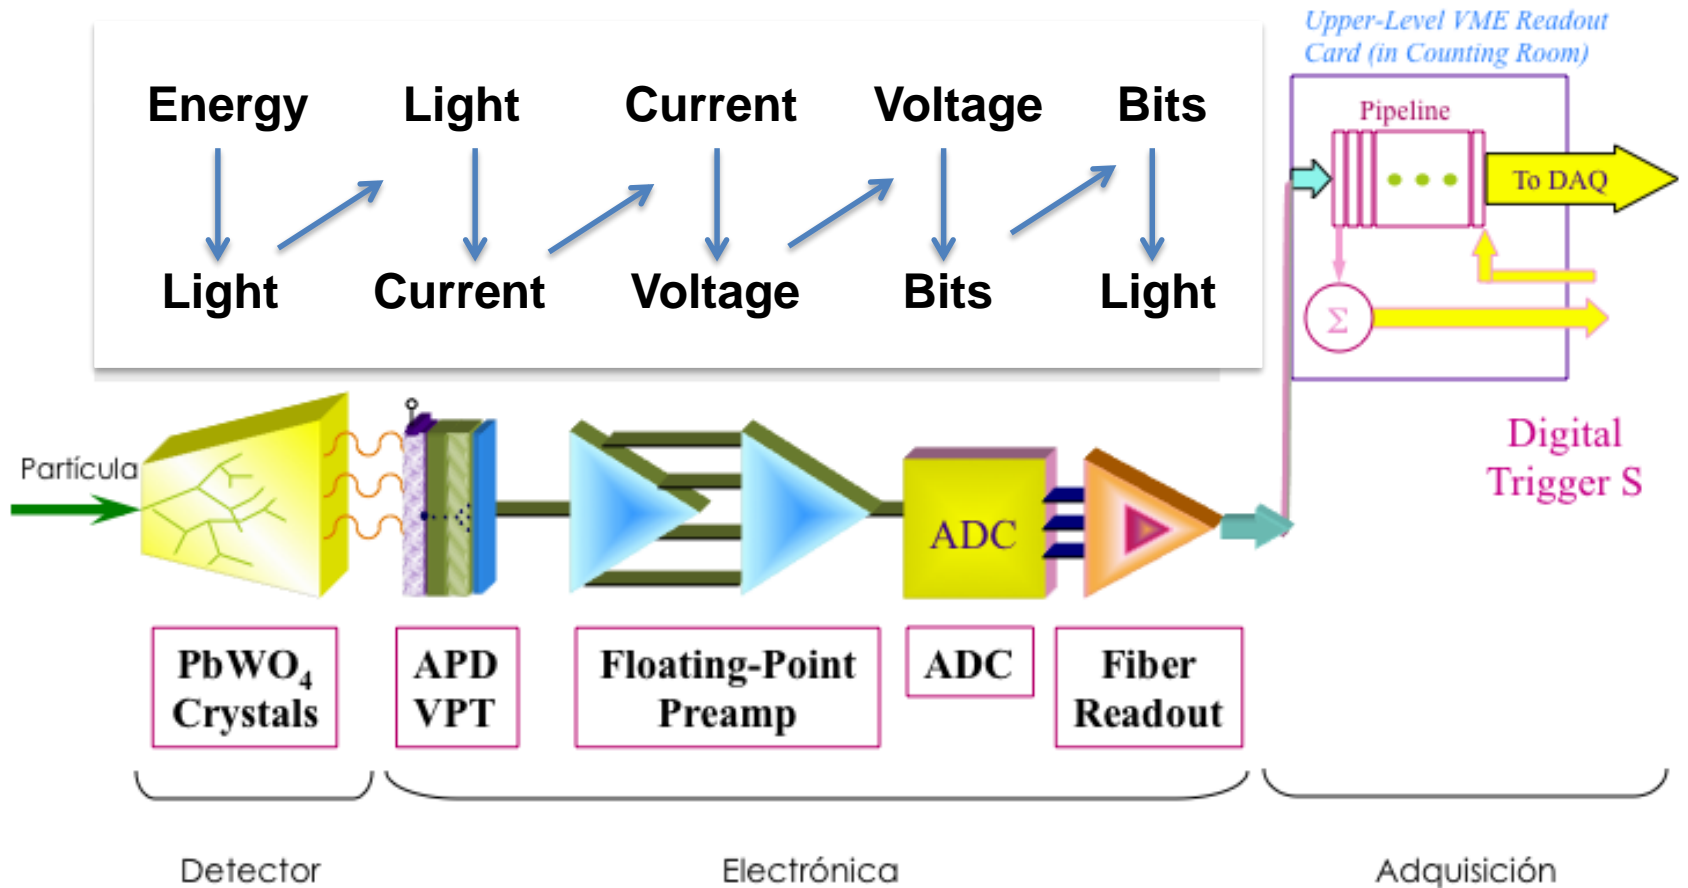 Upper-Level VME Readout
Card (in Counting Room)
Energy Light Current Voltage Bits
Light Current Voltage Bits Light
Pipeline
To DAQ
Σ
Digital
Trigger S
Partícula
ADC
PbWO₄
Crystals
APD
VPT
Floating-Point
Preamp
ADC
Fiber
Readout
Detector
Electrónica
Adquisición